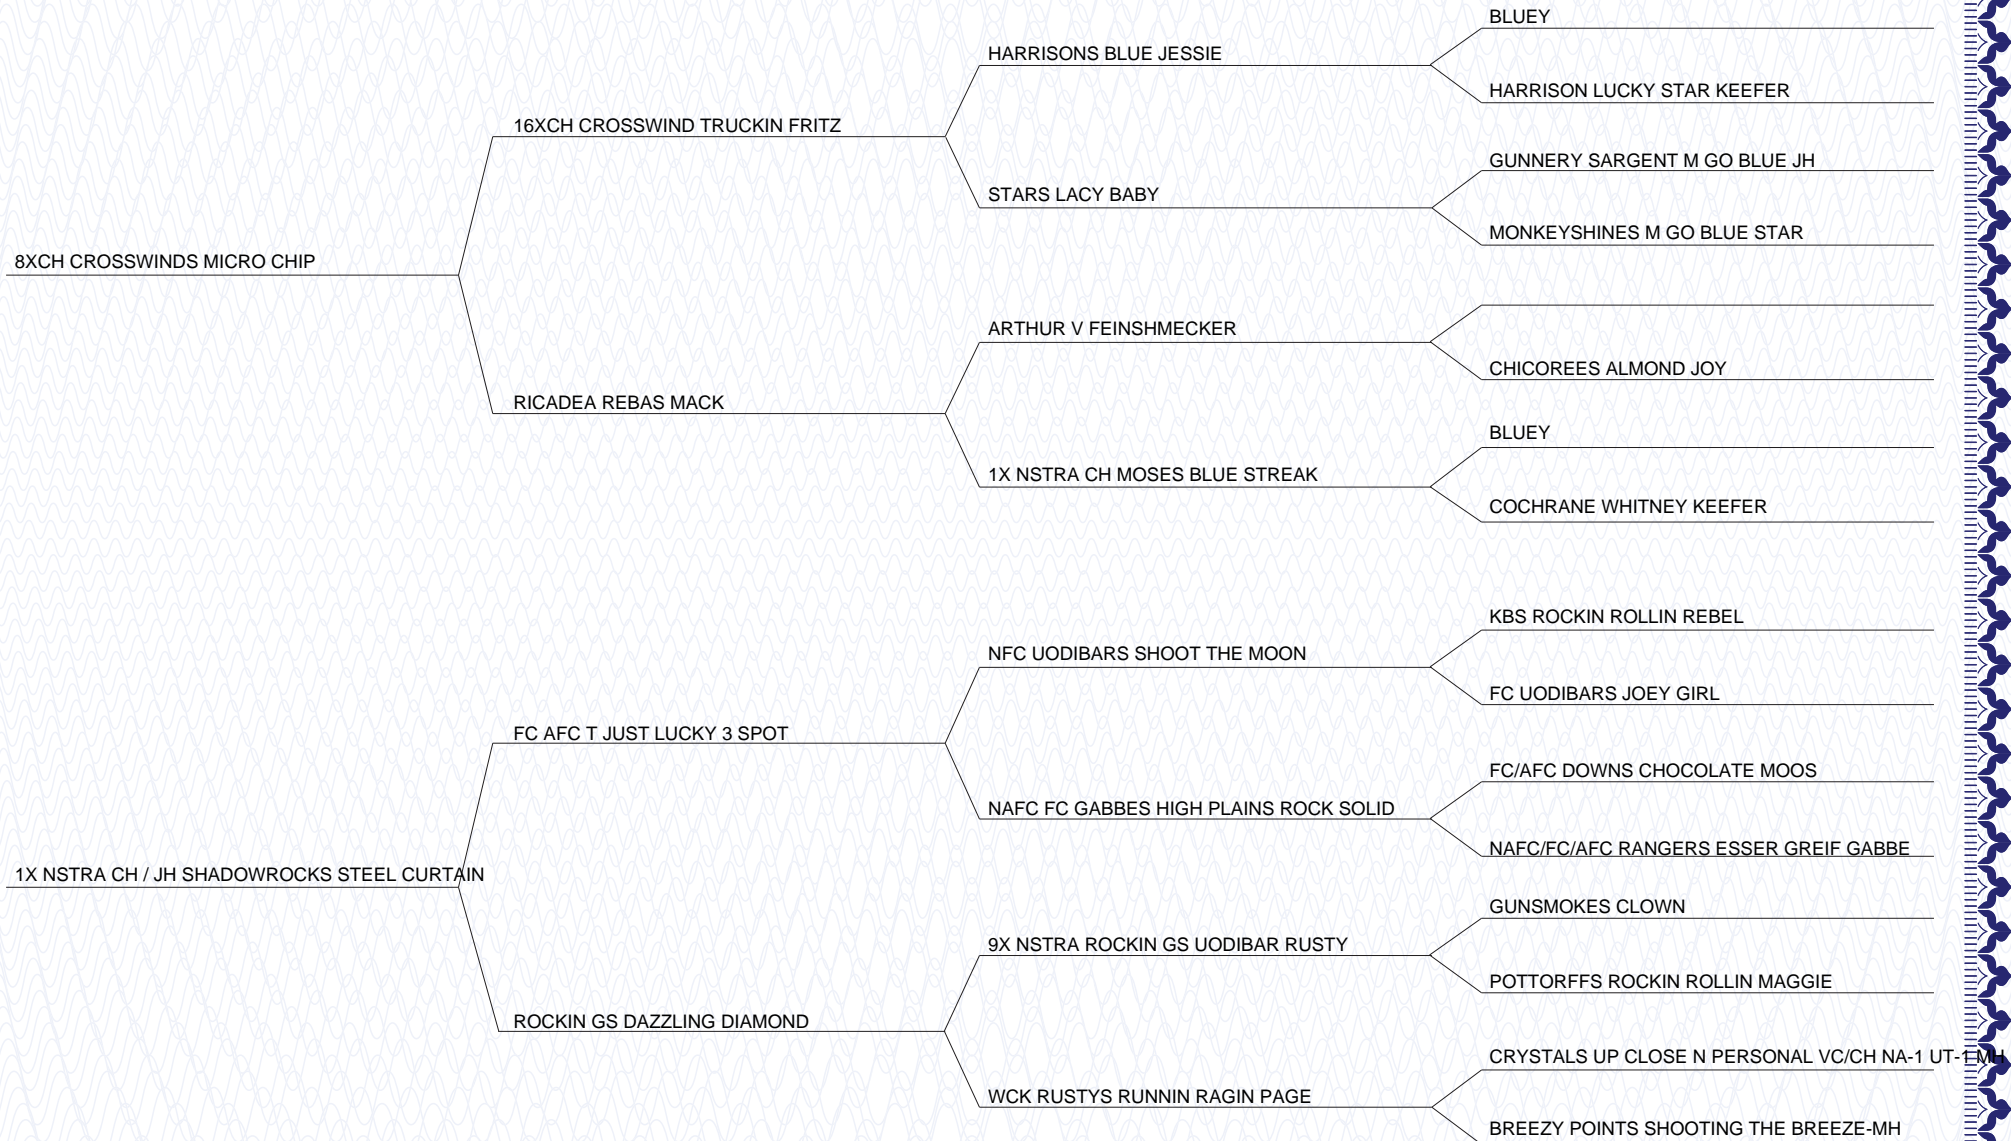 BLUEY
HARRISONS BLUE JESSIE
HARRISON LUCKY STAR KEEFER
16XCH CROSSWIND TRUCKIN FRITZ
GUNNERY SARGENT M GO BLUE JH
STARS LACY BABY
MONKEYSHINES M GO BLUE STAR
8XCH CROSSWINDS MICRO CHIP
ARTHUR V FEINSHMECKER
CHICOREES ALMOND JOY
RICADEA REBAS MACK
BLUEY
1X NSTRA CH MOSES BLUE STREAK
COCHRANE WHITNEY KEEFER
KBS ROCKIN ROLLIN REBEL
NFC UODIBARS SHOOT THE MOON
FC UODIBARS JOEY GIRL
FC AFC T JUST LUCKY 3 SPOT
FC/AFC DOWNS CHOCOLATE MOOS
NAFC FC GABBES HIGH PLAINS ROCK SOLID
NAFC/FC/AFC RANGERS ESSER GREIF GABBE
1X NSTRA CH / JH SHADOWROCKS STEEL CURTAIN
GUNSMOKES CLOWN
9X NSTRA ROCKIN GS UODIBAR RUSTY
POTTORFFS ROCKIN ROLLIN MAGGIE
ROCKIN GS DAZZLING DIAMOND
CRYSTALS UP CLOSE N PERSONAL VC/CH NA-1 UT-1 MH
WCK RUSTYS RUNNIN RAGIN PAGE
BREEZY POINTS SHOOTING THE BREEZE-MH